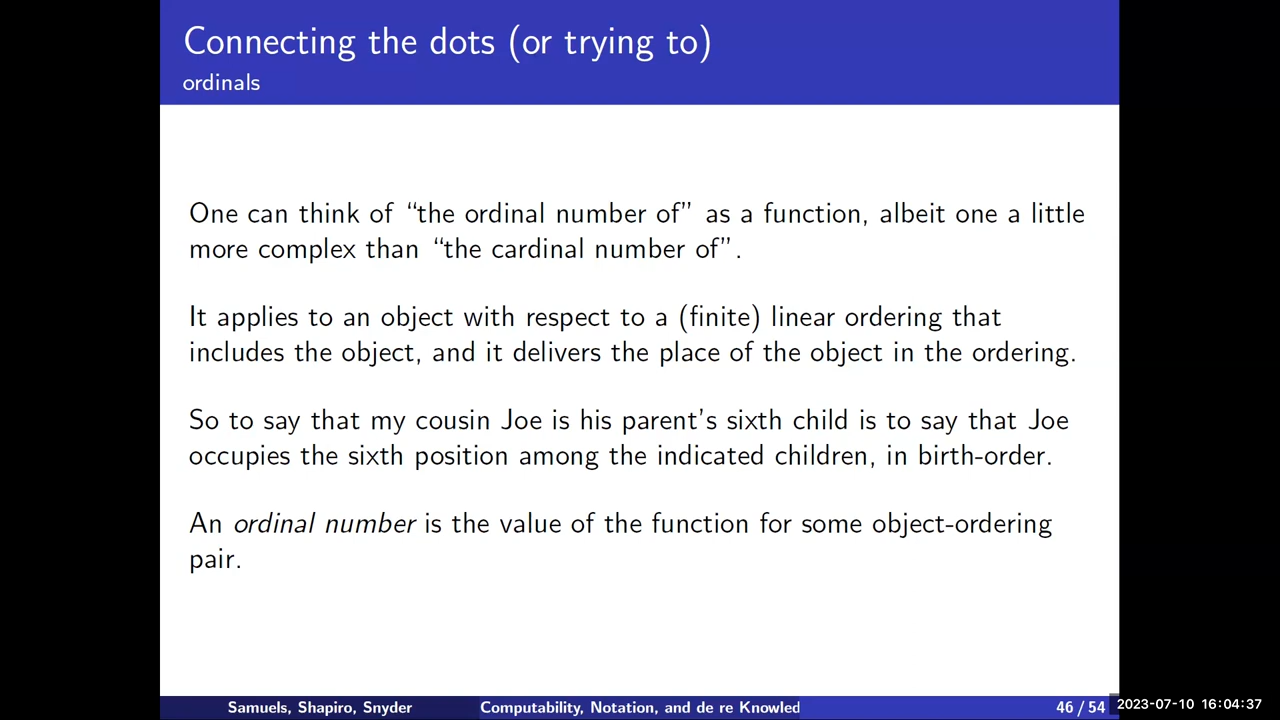 Connecting the dots (or trying to)
ordinals
One can think of “the ordinal number of” as a function, albeit one a little
more complex than “the cardinal number of”.
It applies to an object with respect to a (finite) linear ordering that
includes the object, and it delivers the place of the object in the ordering.
So to say that my cousin Joe is his parent’s sixth child is to say that Joe
occupies the sixth position among the indicated children, in birth-order.
An ordinal number is the value of the function for some object-ordering
pair.
Samuels, Shapiro, Snyder Computability, Notation, and de re Knowled 46 / 54 2023-07-10 16:04:37